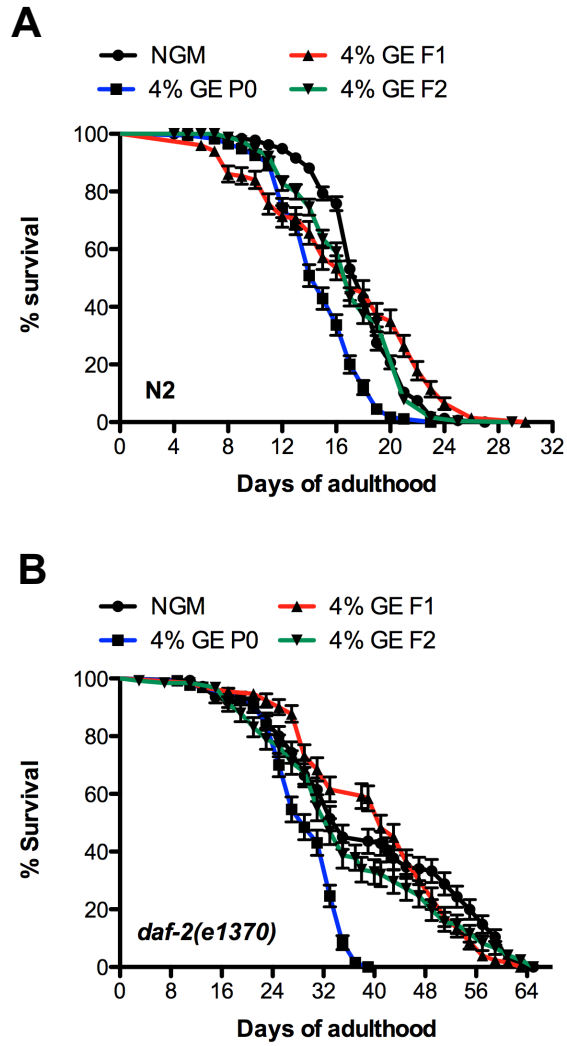 A
NGM 4% GE F1
4% GE P0 4% GE F2
100
80
60
40
20
0
% survival
N2
0 4 8 12 16 20 24 28 32
Days of adulthood
B
NGM 4% GE F1
4% GE P0 4% GE F2
100
80
60
40
20
0
% Survival
daf-2(e1370)
0 8 16 24 32 40 48 56 64
Days of adulthood